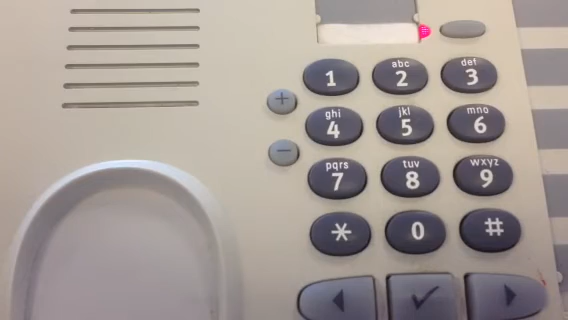 abc def
1 2 3
+
ghi jkl mno
4 5 6
−
pqrs tuv wxyz
7 8 9
* 0 #